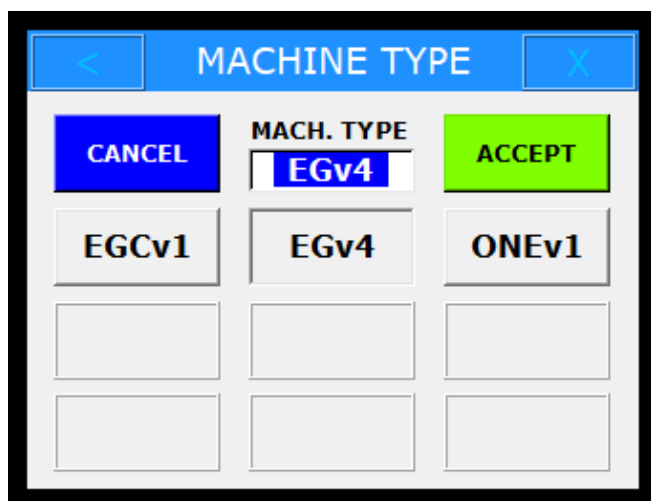 < MACHINE TYPE X
CANCEL
MACH. TYPE
EGv4
ACCEPT
EGCv1 EGv4 ONEv1